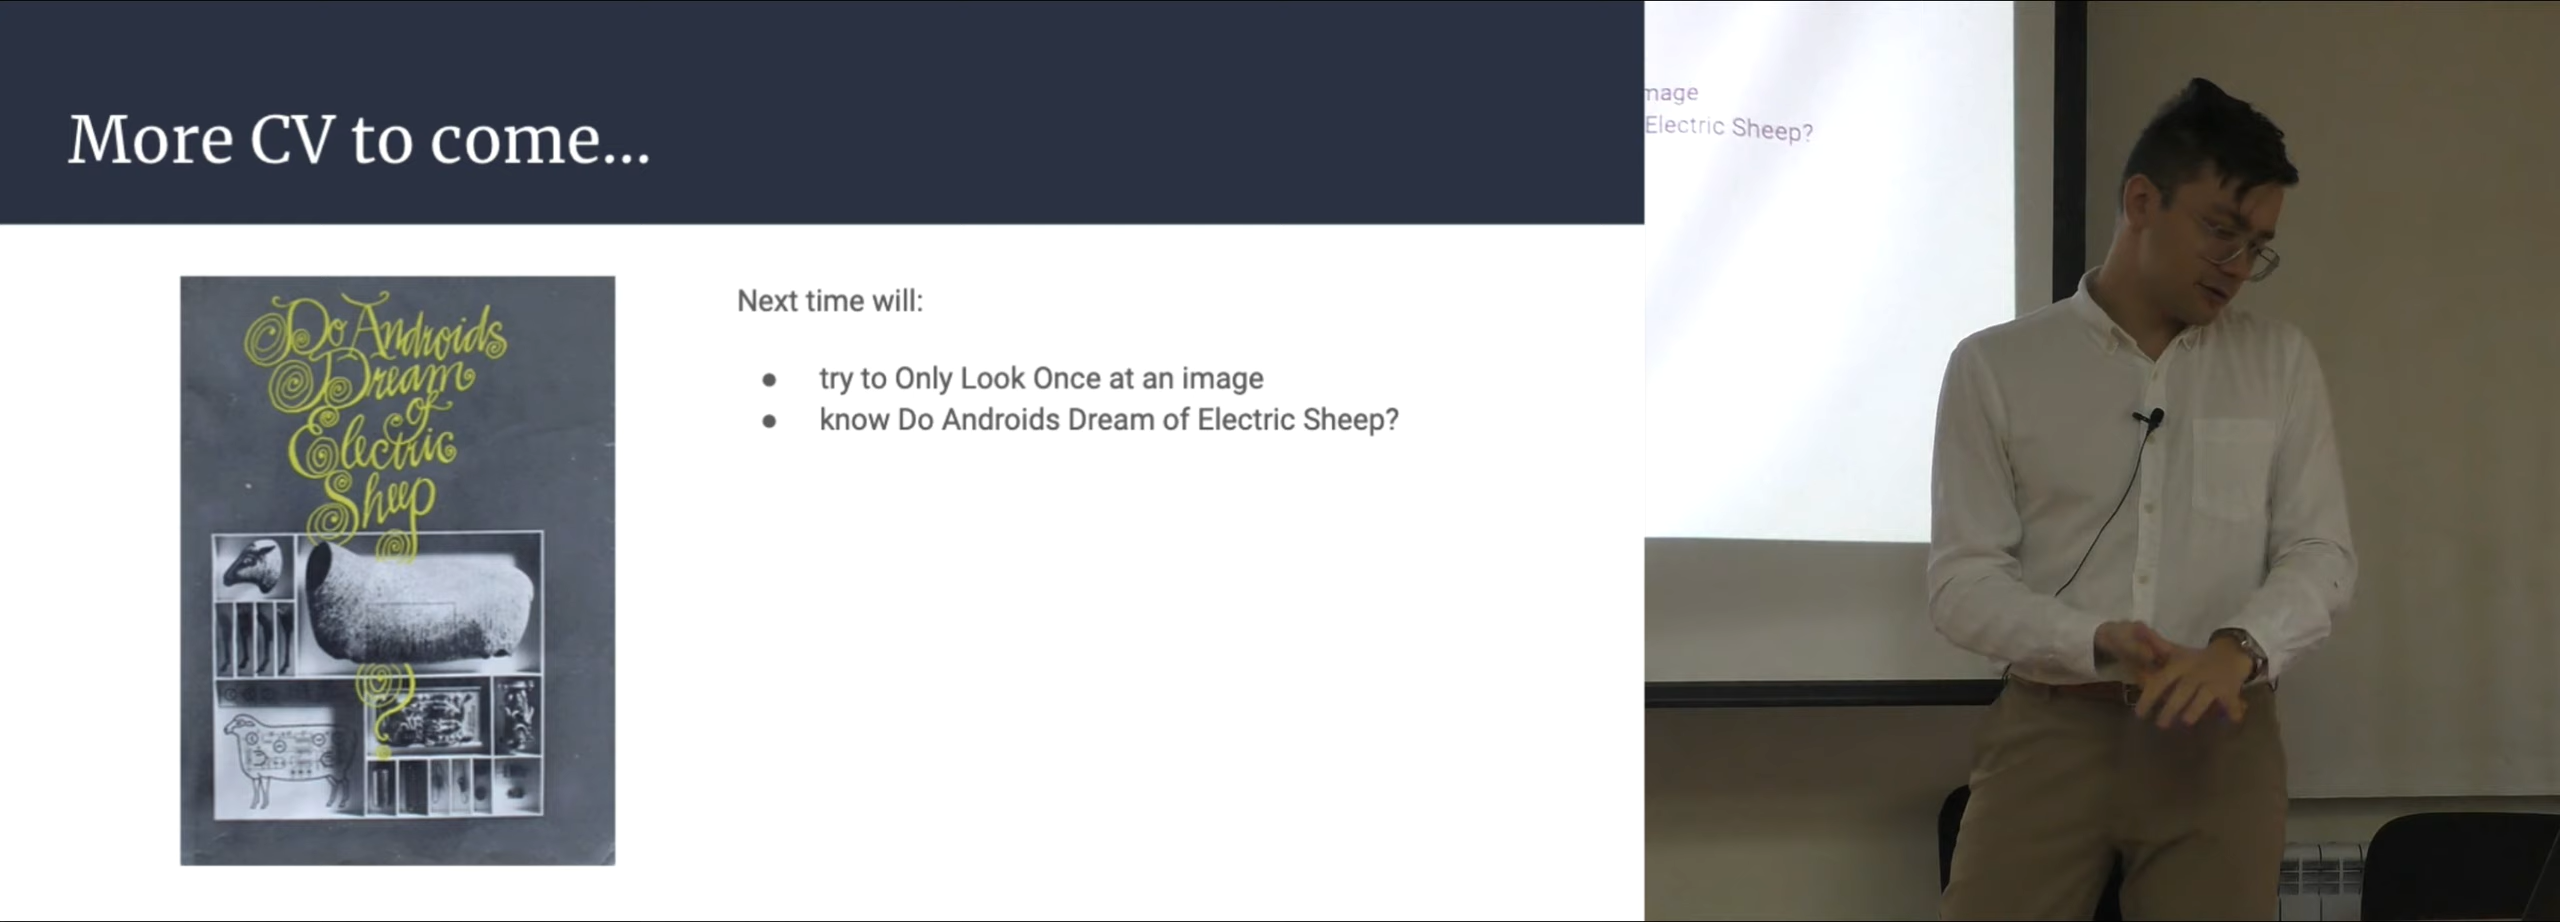 More CV to come...
Do Androids
Dream
of
Electric
Sheep
?
Next time will:
● try to Only Look Once at an image
● know Do Androids Dream of Electric Sheep?
mage
Electric Sheep?